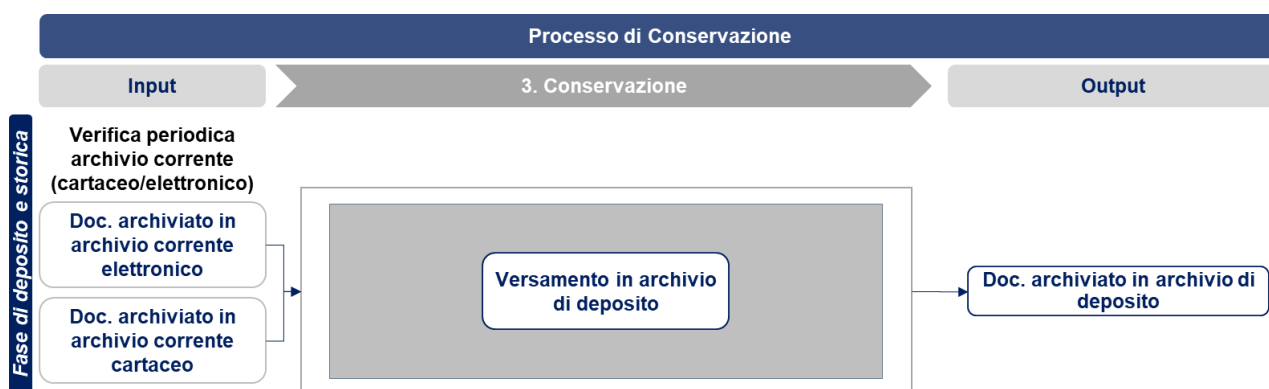 Processo di Conservazione
Input
3. Conservazione
Output
Fase di deposito e storica
Verifica periodica
archivio corrente
(cartaceo/elettronico)
Doc. archiviato in
archivio corrente
elettronico
Doc. archiviato in
archivio corrente
cartaceo
Versamento in archivio
di deposito
Doc. archiviato in archivio di
deposito